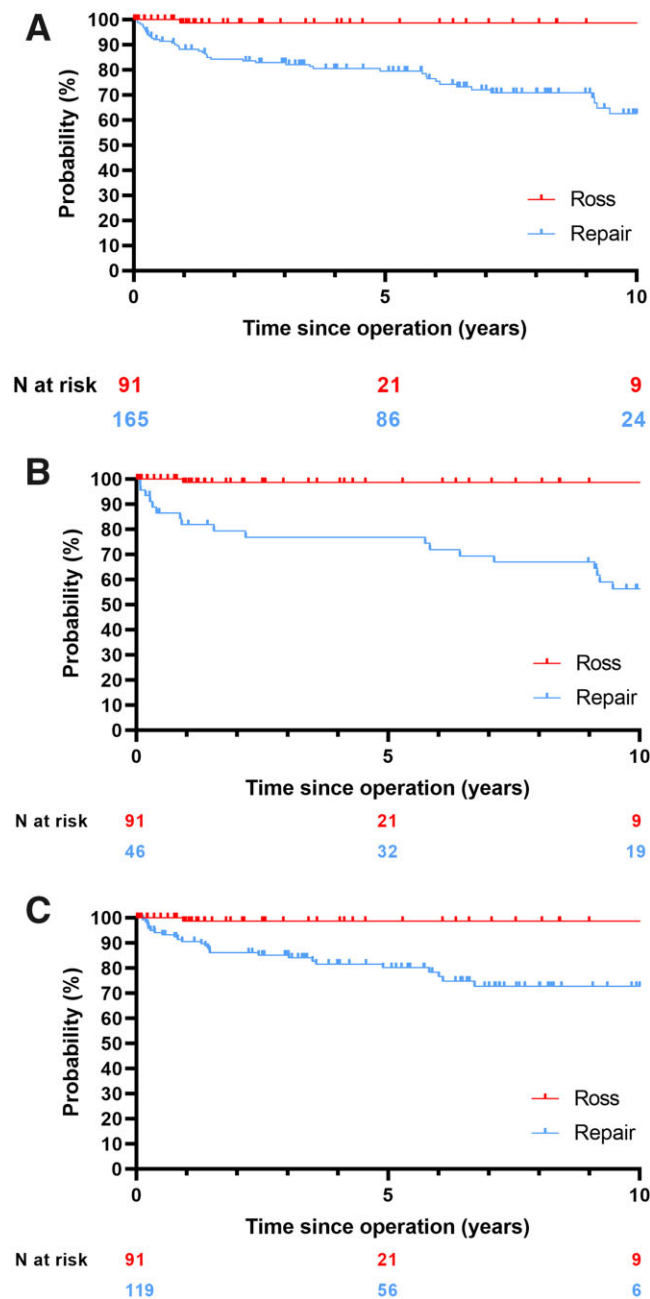 A
Probability (%)
100
90
80
70
60
50
40
30
20
10
0
Ross
Repair
0 5 10
Time since operation (years)
N at risk 91 21 9
165 86 24
B
Probability (%)
100
90
80
70
60
50
40
30
20
10
0
Ross
Repair
0 5 10
Time since operation (years)
N at risk 91 21 9
46 32 19
C
Probability (%)
100
90
80
70
60
50
40
30
20
10
0
Ross
Repair
0 5 10
Time since operation (years)
N at risk 91 21 9
119 56 6